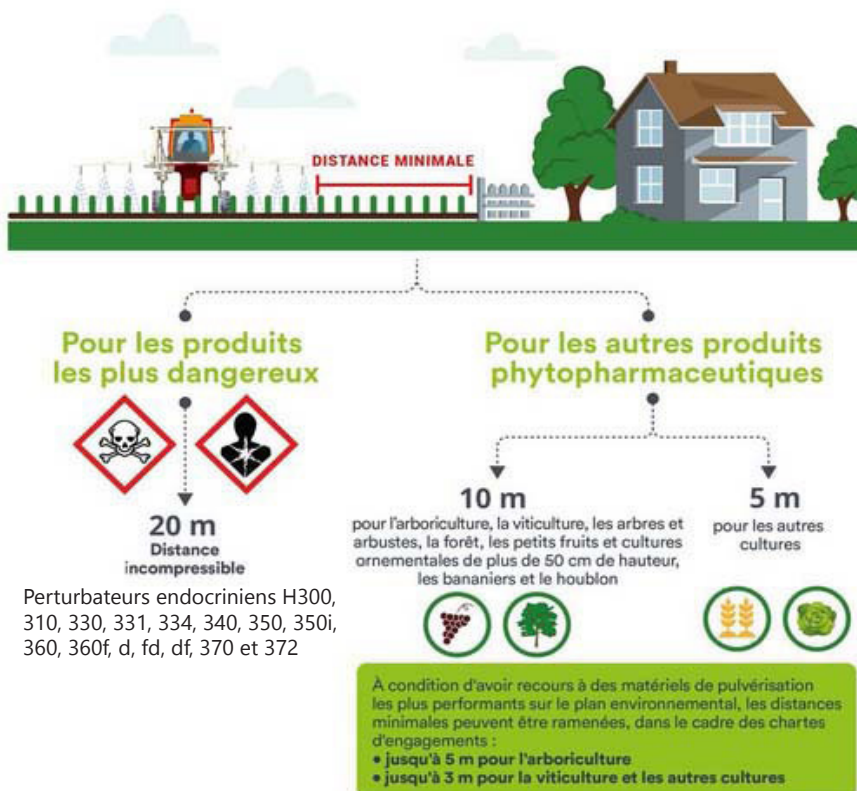 DISTANCE MINIMALE
Pour les produits
les plus dangereux
20 m
Distance
incompressible
Perturbateurs endocriniens H300,
310, 330, 331, 334, 340, 350, 350i,
360, 360f, d, fd, df, 370 et 372
Pour les autres produits
phytopharmaceutiques
10 m
pour l'arboriculture, la viticulture, les arbres et
arbustes, la forêt, les petits fruits et cultures
ornementales de plus de 50 cm de hauteur,
les bananiers et le houblon
5 m
pour les autres
cultures
À condition d'avoir recours à des matériels de pulvérisation
les plus performants sur le plan environnemental, les distances
minimales peuvent être ramenées, dans le cadre des chartes
d'engagements :
• jusqu'à 5 m pour l'arboriculture
• jusqu'à 3 m pour la viticulture et les autres cultures